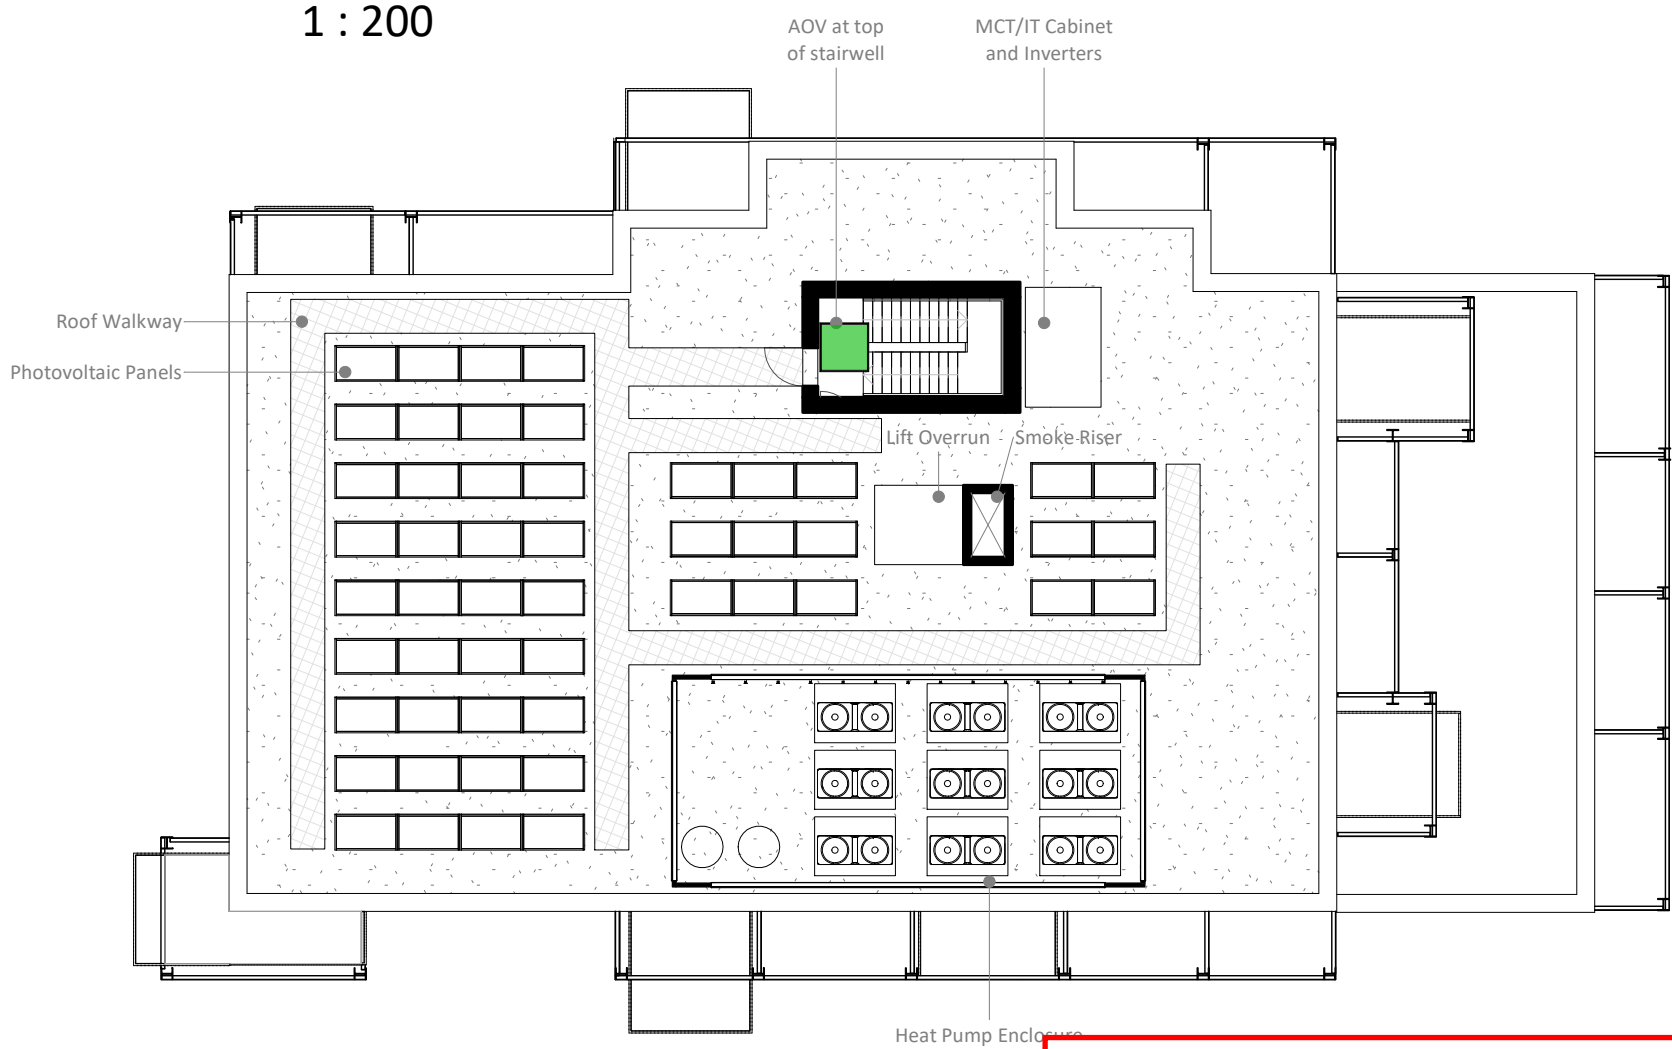 1 : 200
AOV at top
of stairwell
MCT/IT Cabinet
and Inverters
Roof Walkway
Photovoltaic Panels
Lift Overrun
Smoke Riser
Heat Pump Enclosure